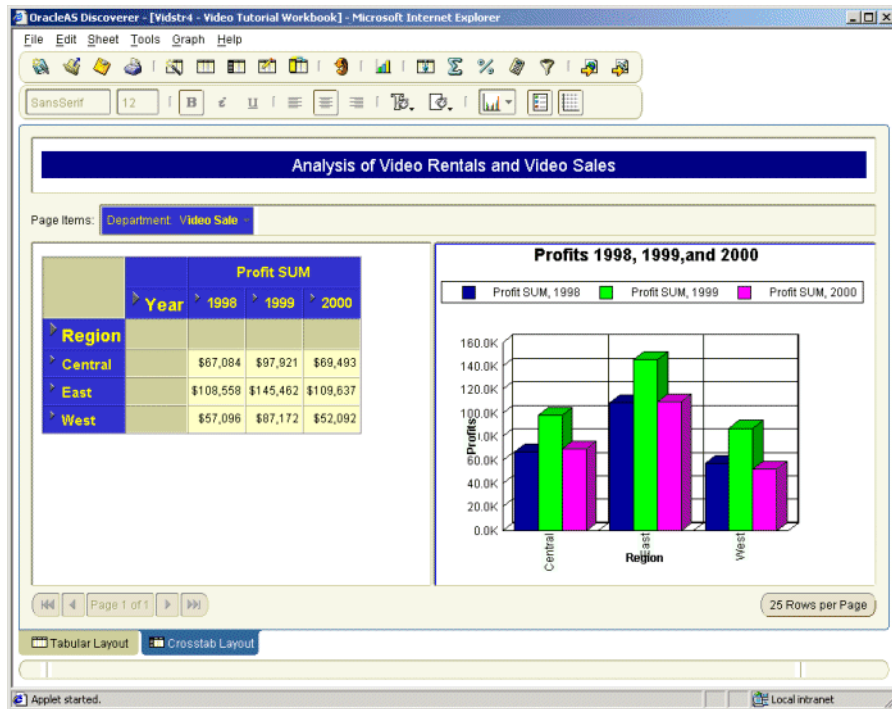 OracleAS Discoverer - [Vidstr4 - Video Tutorial Workbook] - Microsoft Internet Explorer
File Edit Sheet Tools Graph Help
SansSerif 12 B i U
Analysis of Video Rentals and Video Sales
Page Items: Department: Video Sale
Profit SUM
Year 1998 1999 2000
Region
Central $67,084 $97,921 $69,493
East $108,558 $145,462 $109,637
West $57,096 $87,172 $52,092
Profits 1998, 1999,and 2000
Profit SUM, 1998 Profit SUM, 1999 Profit SUM, 2000
160.0K
140.0K
120.0K
100.0K
60.0K
40.0K
20.0K
0.0K
Profits
Central East West
Region
Page 1 of 1
25 Rows per Page
Tabular Layout Crosstab Layout
Applet started. Local intranet